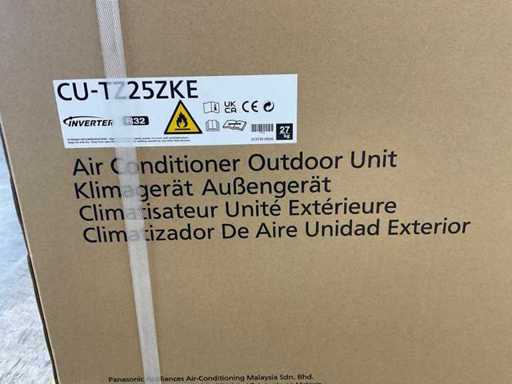 CU-TZ25ZKE
INVERTER R32
UK
CA
CE
27
kg
Air Conditioner Outdoor Unit
Klimagerät Außengerät
Climatisateur Unité Extérieure
Climatizador De Aire Unidad Exterior
Panasonic Appliances Air-Conditioning Malaysia Sdn. Bhd.